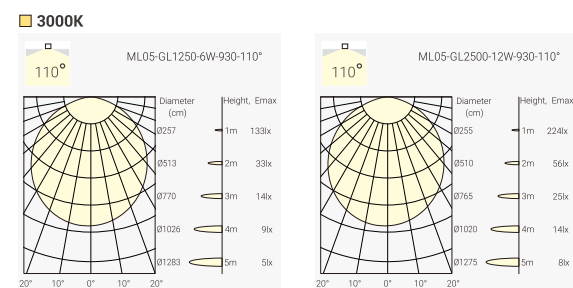 3000K
ML05-GL1250-6W-930-110°
110°
Diameter (cm) Height, Emax
Ø257 1m 133lx
Ø513 2m 33lx
Ø770 3m 14lx
Ø1026 4m 9lx
Ø1283 5m 5lx
20° 10° 0° 10° 20°
ML05-GL2500-12W-930-110°
110°
Diameter (cm) Height, Emax
Ø255 1m 224lx
Ø510 2m 56lx
Ø765 3m 25lx
Ø1020 4m 14lx
Ø1275 5m 8lx
20° 10° 0° 10° 20°